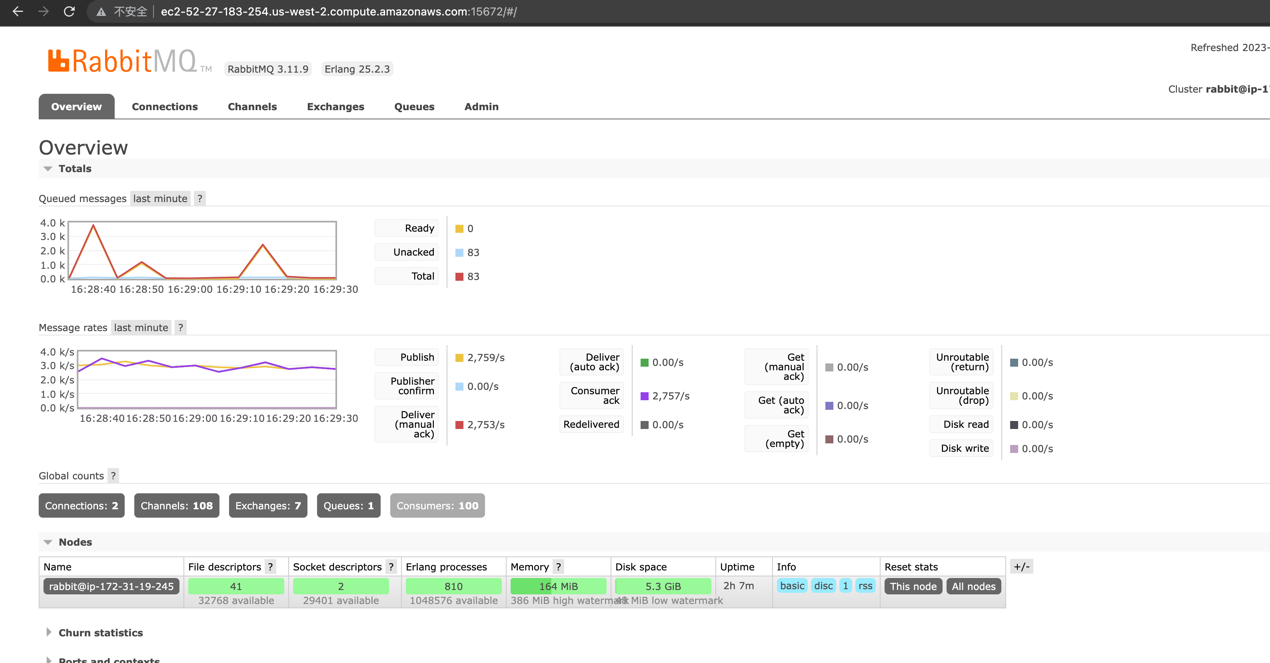 不安全 ec2-52-27-183-254.us-west-2.compute.amazonaws.com:15672/#/
Refreshed 2023-
RabbitMQ TM RabbitMQ 3.11.9 Erlang 25.2.3
Cluster rabbit@ip-1
Overview Connections Channels Exchanges Queues Admin
Overview
Totals
Queued messages last minute ?
4.0 k
3.0 k
2.0 k
1.0 k
0.0 k
16:28:40 16:28:50 16:29:00 16:29:10 16:29:20 16:29:30
Ready 0
Unacked 83
Total 83
Message rates last minute ?
4.0 k/s
3.0 k/s
2.0 k/s
1.0 k/s
0.0 k/s
16:28:40 16:28:50 16:29:00 16:29:10 16:29:20 16:29:30
Publish 2,759/s
Publisher
confirm 0.00/s
Deliver
(manual
ack) 2,753/s
Deliver
(auto ack) 0.00/s
Consumer
ack 2,757/s
Redelivered 0.00/s
Get
(manual
ack) 0.00/s
Get (auto
ack) 0.00/s
Get
(empty) 0.00/s
Unroutable
(return) 0.00/s
Unroutable
(drop) 0.00/s
Disk read 0.00/s
Disk write 0.00/s
Global counts ?
Connections: 2 Channels: 108 Exchanges: 7 Queues: 1 Consumers: 100
Nodes
Name File descriptors ? Socket descriptors ? Erlang processes Memory ? Disk space Uptime Info Reset stats +/-
rabbit@ip-172-31-19-245 41 2 810 164 MiB 5.3 GiB 2h 7m basic disc 1 rss This node All nodes
32768 available 29401 available 1048576 available 386 MiB high watermark MiB low watermark
Churn statistics
Ports and contexts